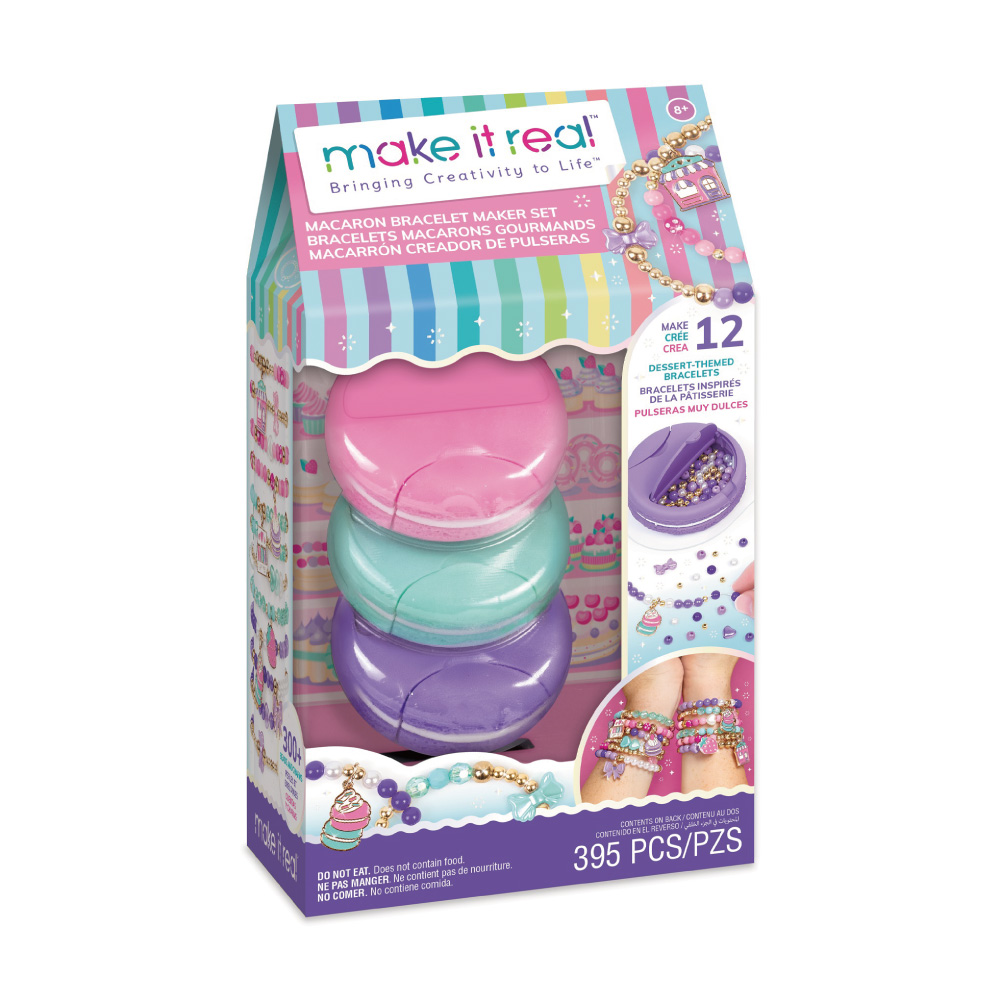 8+
make it real™
Bringing Creativity to Life™
MACARON BRACELET MAKER SET
BRACELETS MACARONS GOURMANDS
MACARRÓN CREADOR DE PULSERAS
MAKE
CRÉE
CREA
12
DESSERT-THEMED
BRACELETS
BRACELETS INSPIRÉS
DE LA PÂTISSERIE
PULSERAS MUY DULCES
300+
make it real
DO NOT EAT. Does not contain food.
NE PAS MANGER. Ne contient pas de nourriture.
NO COMER. No contiene comida.
CONTENTS ON BACK / CONTENU AU DOS
CONTENIDO EN EL REVERSO /
395 PCS/PZS